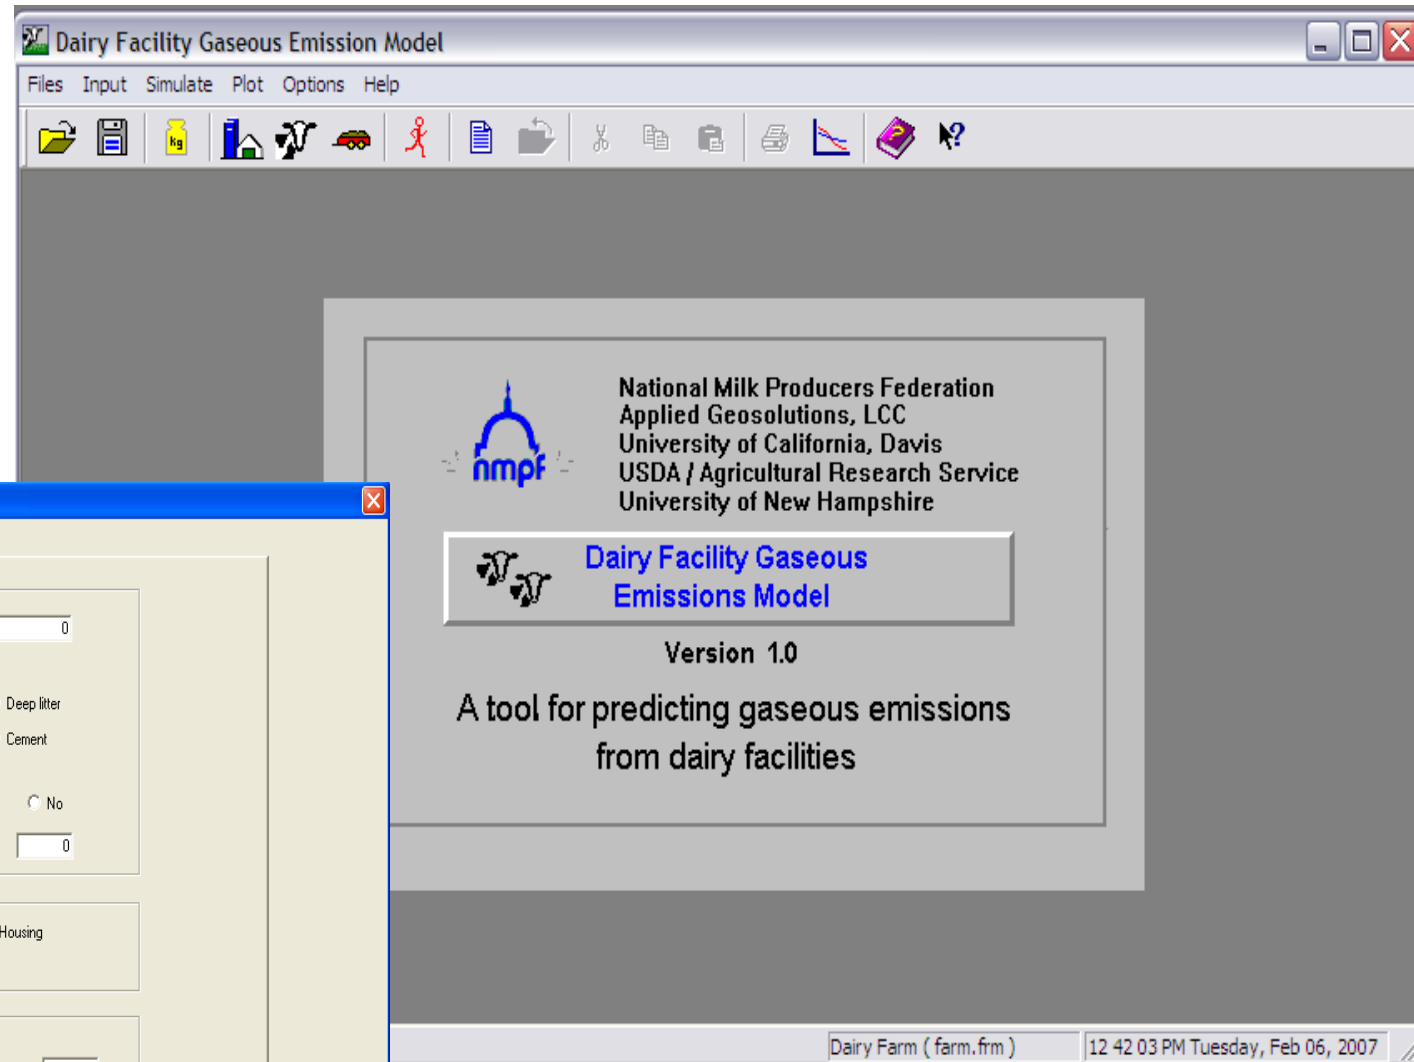 Dairy Facility Gaseous Emission Model
Files Input Simulate Plot Options Help
kg
?
?
National Milk Producers Federation
Applied Geosolutions, LCC
University of California, Davis
USDA / Agricultural Research Service
University of New Hampshire
nmpf
Dairy Facility Gaseous
Emissions Model
Version 1.0
A tool for predicting gaseous emissions
from dairy facilities
0
Deep litter
Cement
No
0
Housing
Dairy Farm ( farm.frm )
12 42 03 PM Tuesday, Feb 06, 2007